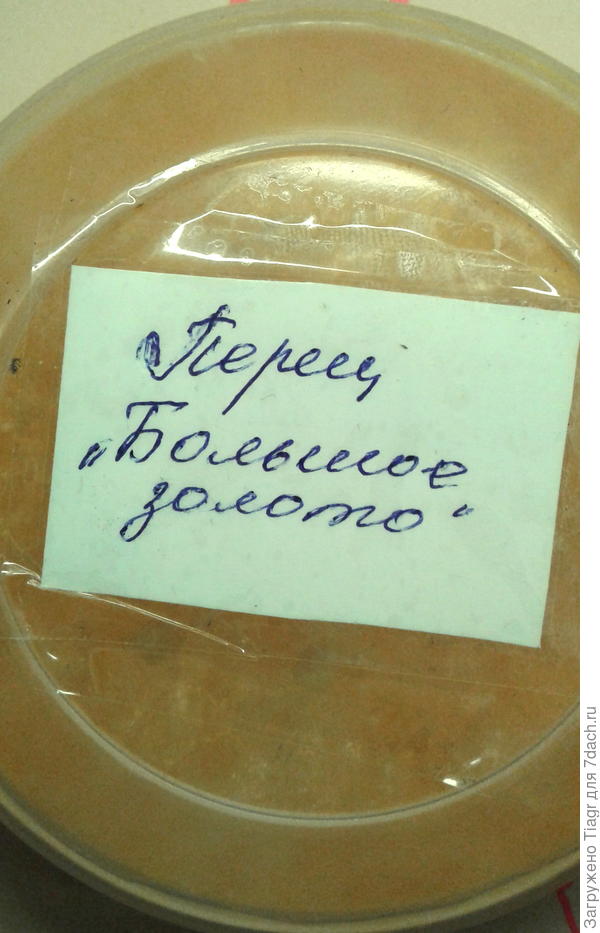 Перец
„Большое
золото“
Загружено Tiagr для 7dach.ru